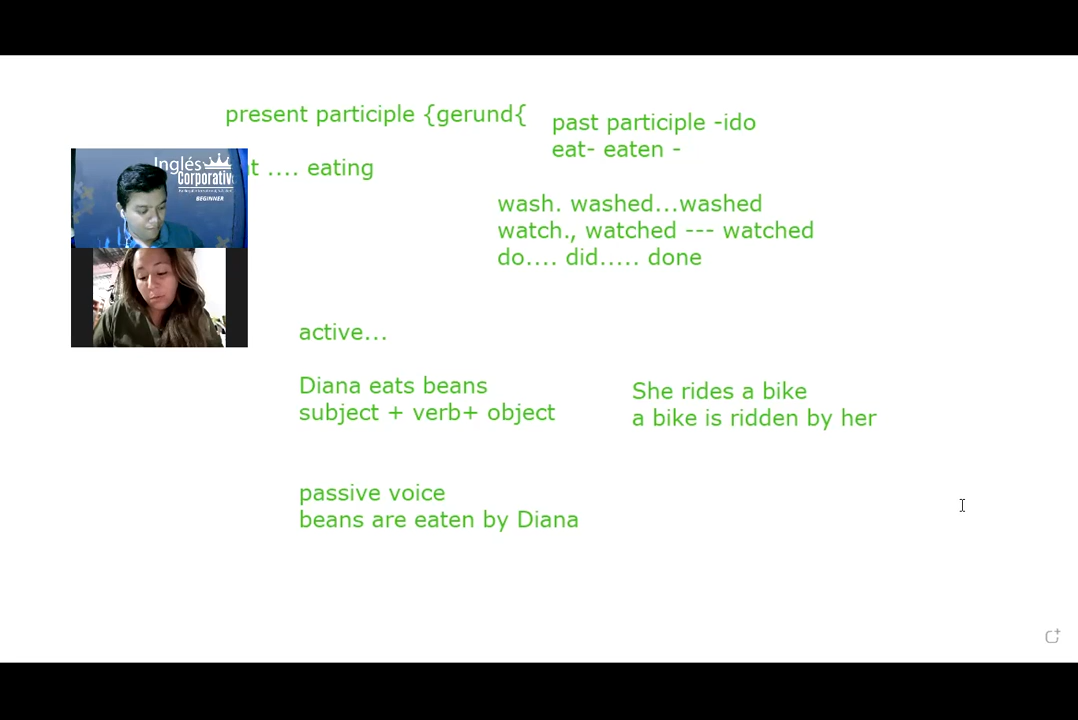 present participle {gerund{
past participle -ido
eat- eaten -
.... eating
Inglés
Corporativ
BEGINNER
wash. washed...washed
watch., watched --- watched
do.... did..... done
active...
Diana eats beans
subject + verb+ object
She rides a bike
a bike is ridden by her
passive voice
beans are eaten by Diana